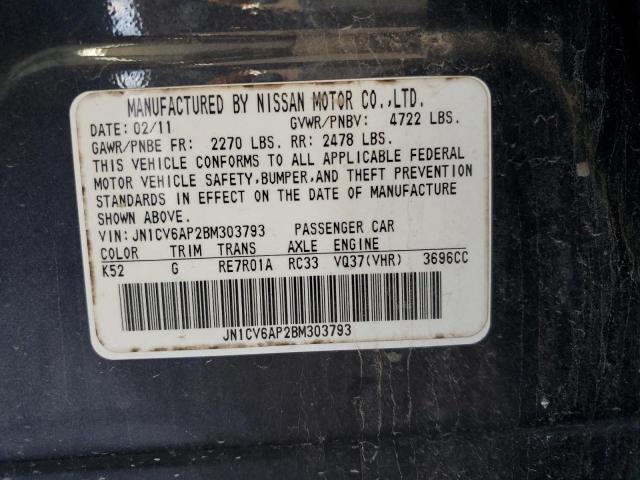 MANUFACTURED BY NISSAN MOTOR CO.,LTD.
DATE: 02/11 GVWR/PNBV: 4722 LBS.
GAWR/PNBE FR: 2270 LBS. RR: 2478 LBS.
THIS VEHICLE CONFORMS TO ALL APPLICABLE FEDERAL
MOTOR VEHICLE SAFETY,BUMPER,AND THEFT PREVENTION
STANDARDS IN EFFECT ON THE DATE OF MANUFACTURE
SHOWN ABOVE.
VIN:JN1CV6AP2BM303793 PASSENGER CAR
COLOR TRIM TRANS AXLE ENGINE
K52 G RE7R01A RC33 VQ37(VHR) 3696CC
JN1CV6AP2BM303793